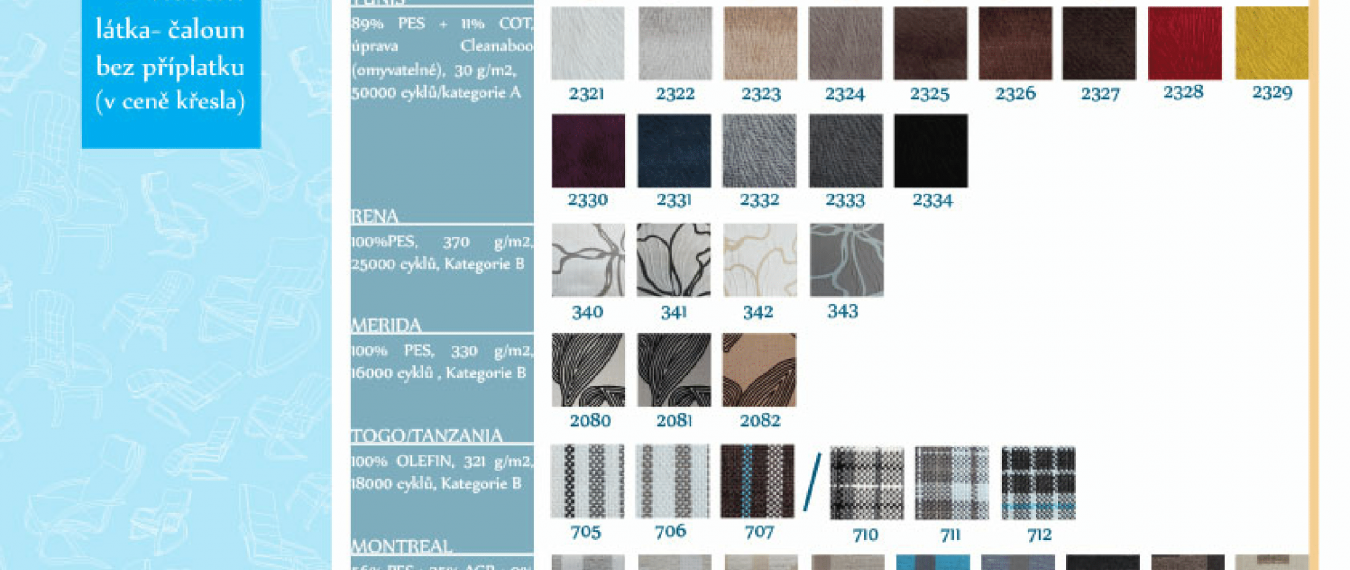 látka- čaloun
bez příplatku
(v ceně křesla)
89% PES + 11% COT,
úprava Cleanaboo
(omyvatelné), 30 g/m2,
50000 cyklů/kategorie A
2321 2322 2323 2324 2325 2326 2327 2328 2329
2330 2331 2332 2333 2334
RENA
100%PES, 370 g/m2,
25000 cyklů, Kategorie B
340 341 342 343
MERIDA
100% PES, 330 g/m2,
16000 cyklů , Kategorie B
2080 2081 2082
TOGO/TANZANIA
100% OLEFIN, 321 g/m2,
18000 cyklů, Kategorie B
705 706 707 / 710 711 712
MONTREAL